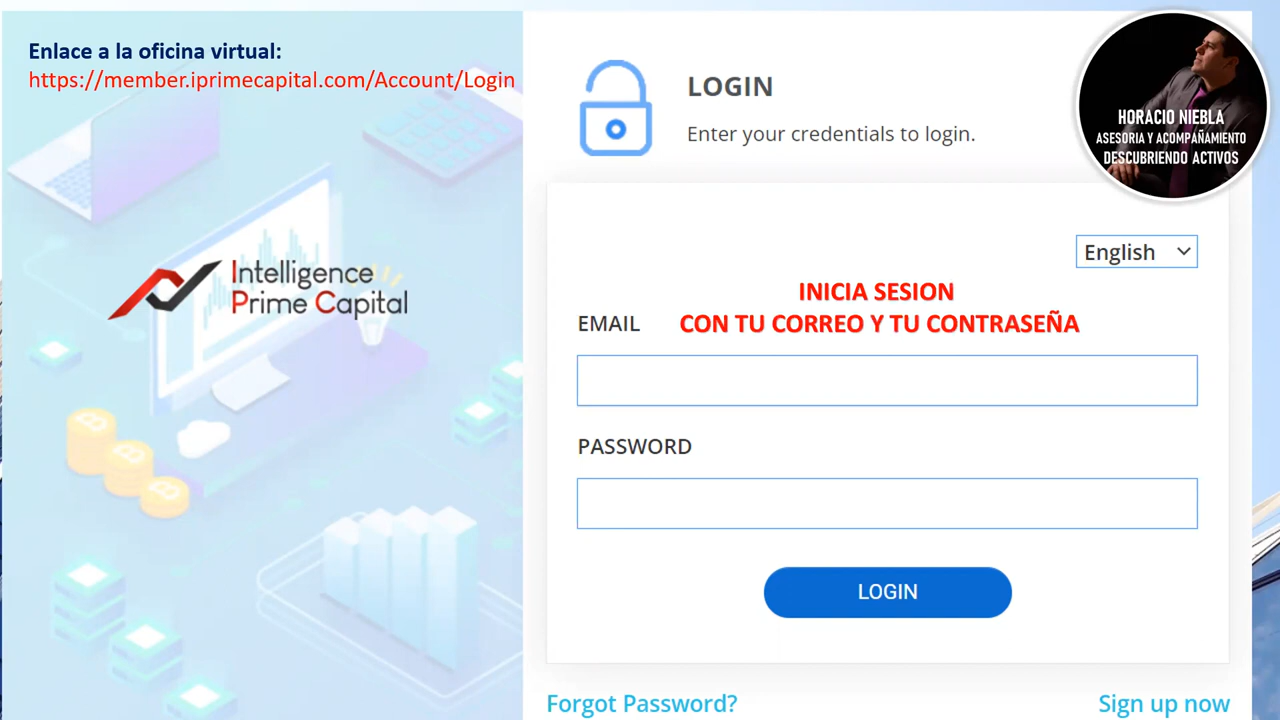 Enlace a la oficina virtual:
https://member.iprimecapital.com/Account/Login
Intelligence
Prime Capital
LOGIN
Enter your credentials to login.
HORACIO NIEBLA
ASESORIA Y ACOMPAÑAMIENTO
DESCUBRIENDO ACTIVOS
English
INICIA SESION
CON TU CORREO Y TU CONTRASEÑA
EMAIL
PASSWORD
LOGIN
Forgot Password?
Sign up now